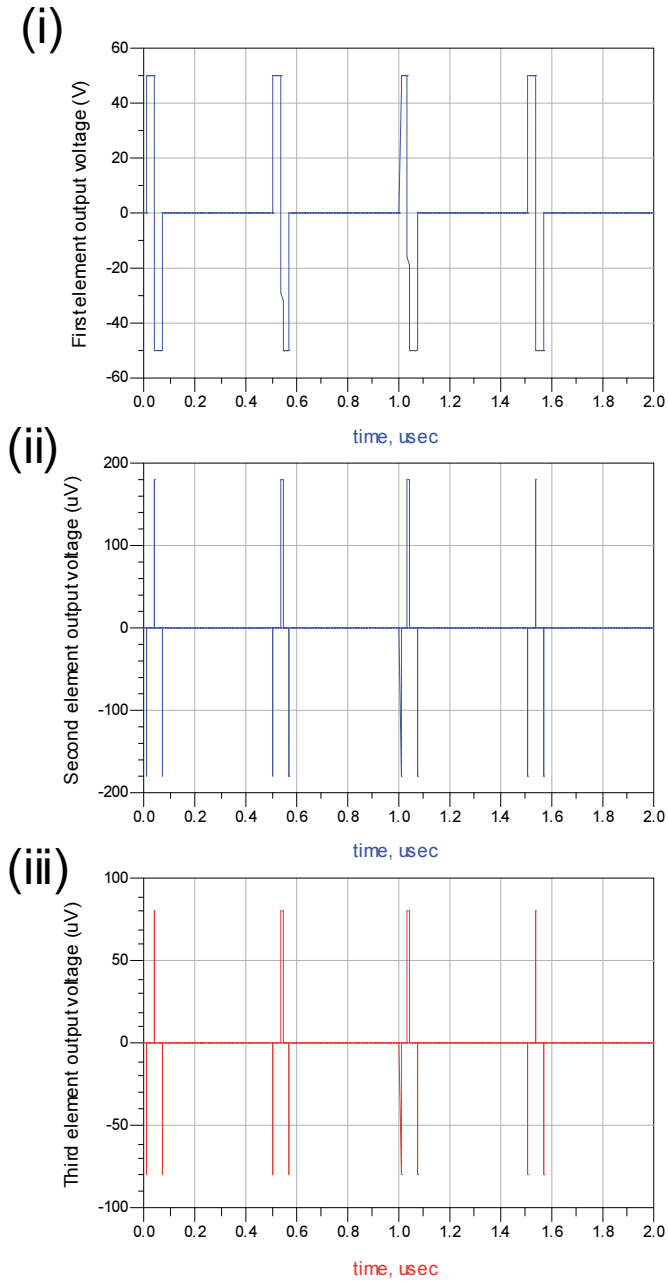 (i)
First element output voltage (V)
60
40
20
0
-20
-40
-60
0.0 0.2 0.4 0.6 0.8 1.0 1.2 1.4 1.6 1.8 2.0
time, usec
(ii)
Second element output voltage (uV)
200
100
0
-100
-200
0.0 0.2 0.4 0.6 0.8 1.0 1.2 1.4 1.6 1.8 2.0
time, usec
(iii)
Third element output voltage (uV)
100
50
0
-50
-100
0.0 0.2 0.4 0.6 0.8 1.0 1.2 1.4 1.6 1.8 2.0
time, usec